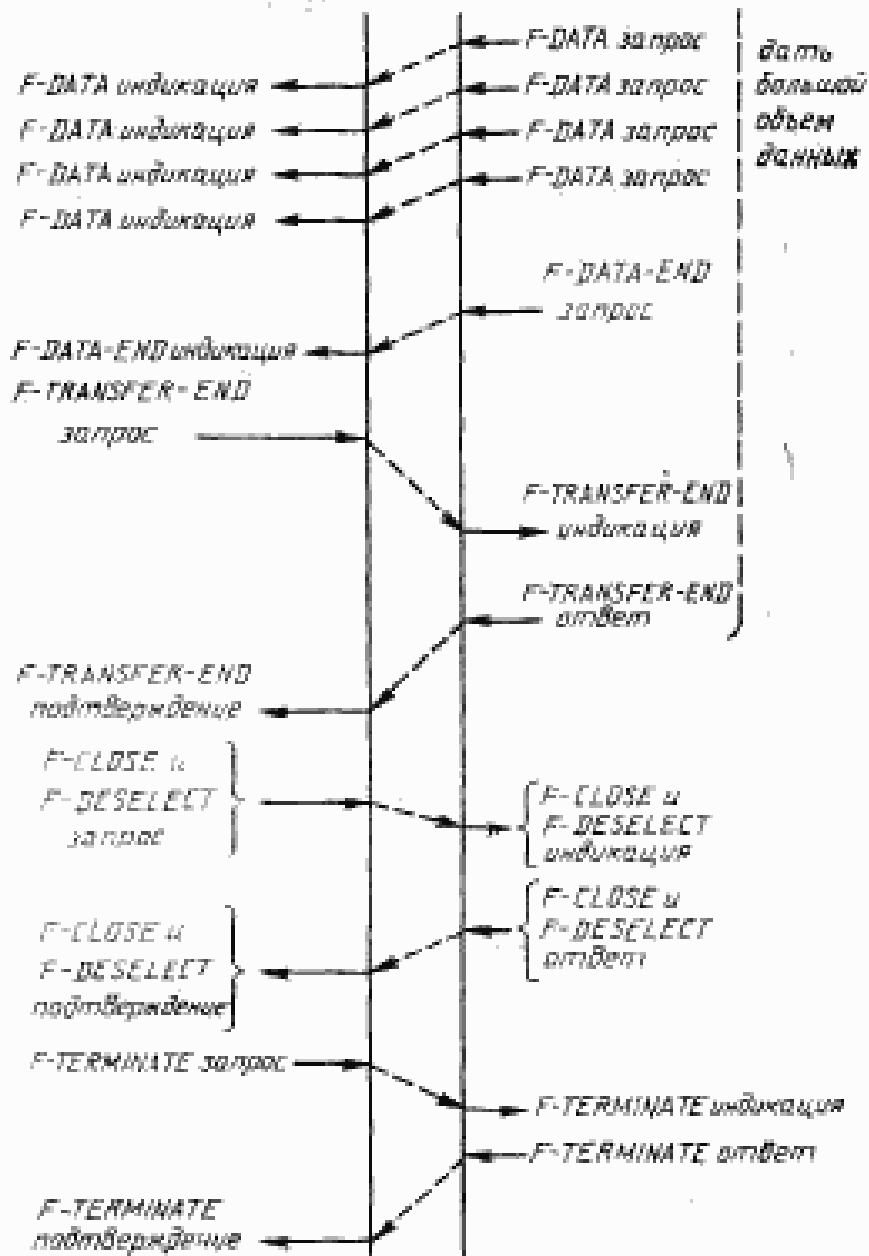 F-DATA запрос
F-DATA индикация
F-DATA запрос
F-DATA индикация
F-DATA запрос
F-DATA индикация
F-DATA запрос
F-DATA индикация
дать
большой
объем
данных
F-DATA-END
запрос
F-DATA-END индикация
F-TRANSFER-END
запрос
F-TRANSFER-END
индикация
F-TRANSFER-END
ответ
F-TRANSFER-END
подтверждение
F-CLOSE и
F-DESELECT
запрос
F-CLOSE и
F-DESELECT
индикация
F-CLOSE и
F-DESELECT
ответ
F-CLOSE и
F-DESELECT
подтверждение
F-TERMINATE запрос
F-TERMINATE индикация
F-TERMINATE ответ
F-TERMINATE
подтверждение